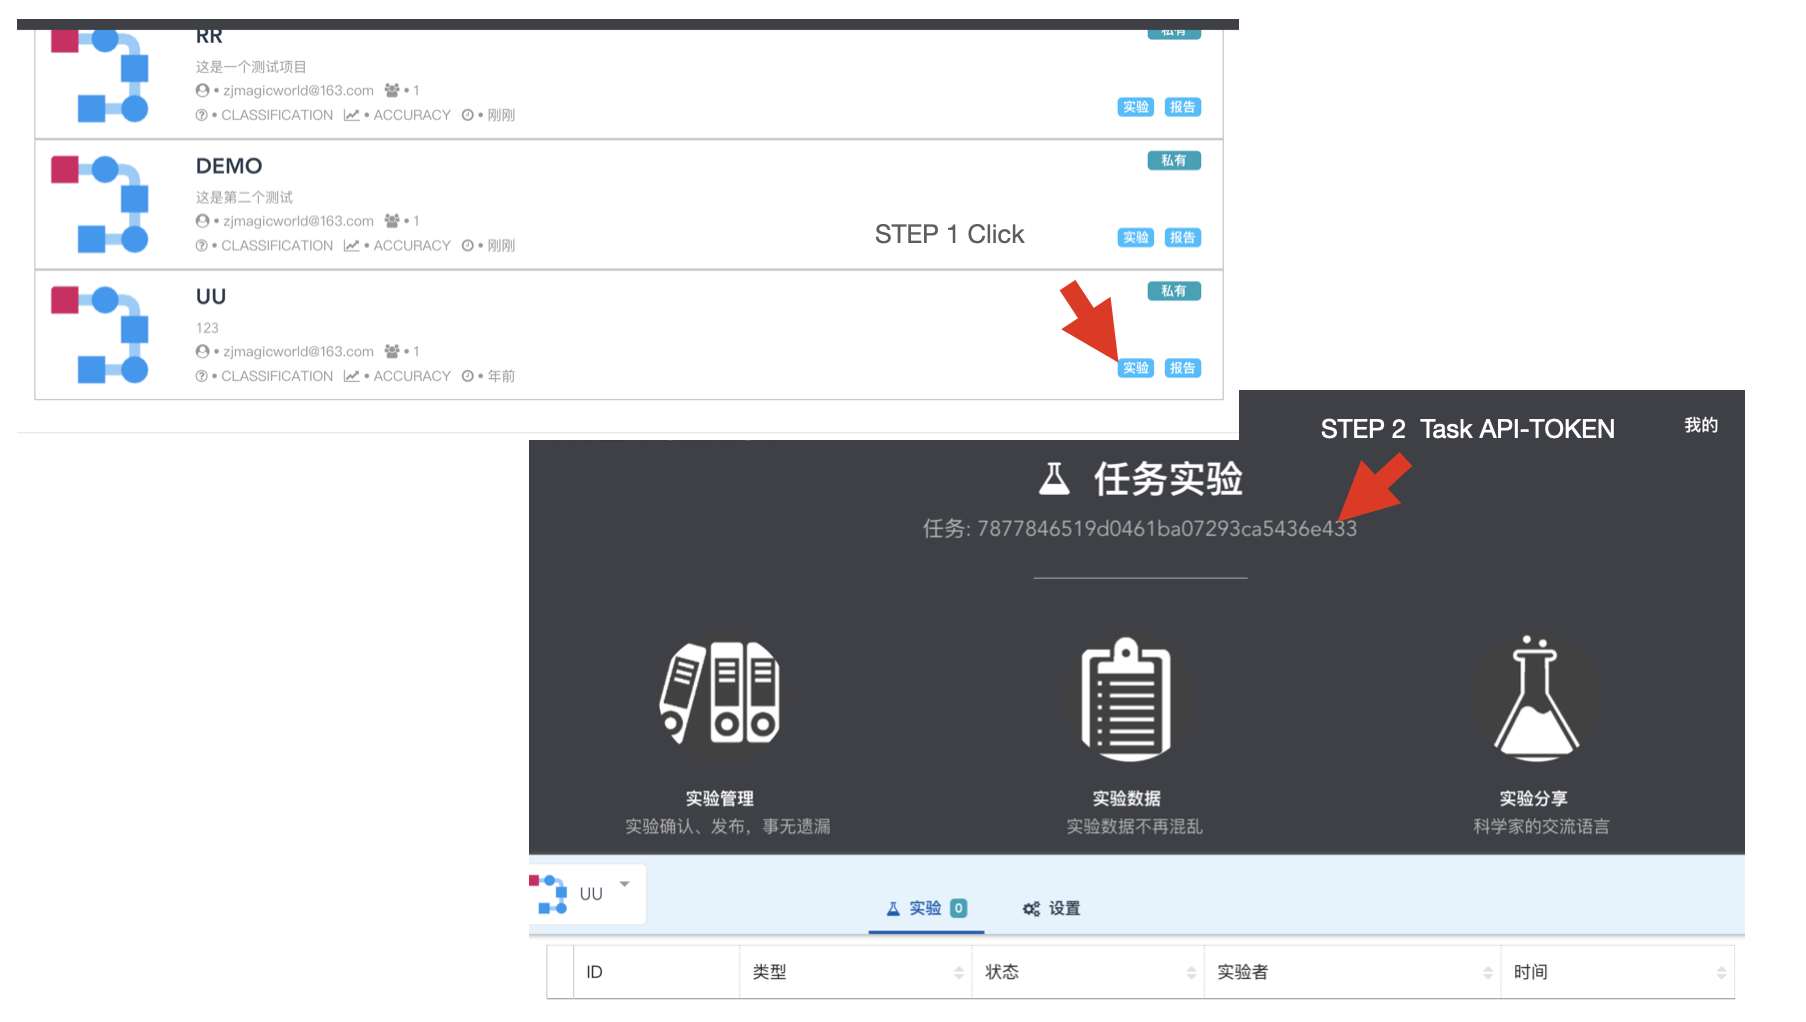 RR
私有
这是一个测试项目
• zjmagicworld@163.com • 1
• CLASSIFICATION • ACCURACY • 刚刚
实验 报告
DEMO
私有
这是第二个测试
• zjmagicworld@163.com • 1
• CLASSIFICATION • ACCURACY • 刚刚
STEP 1 Click
实验 报告
UU
私有
123
• zjmagicworld@163.com • 1
• CLASSIFICATION • ACCURACY • 年前
实验 报告
STEP 2 Task API-TOKEN
我的
任务实验
任务: 7877846519d0461ba07293ca5436e433
实验管理
实验确认、发布，事无遗漏
实验数据
实验数据不再混乱
实验分享
科学家的交流语言
UU
实验 0
设置
ID 类型 状态 实验者 时间